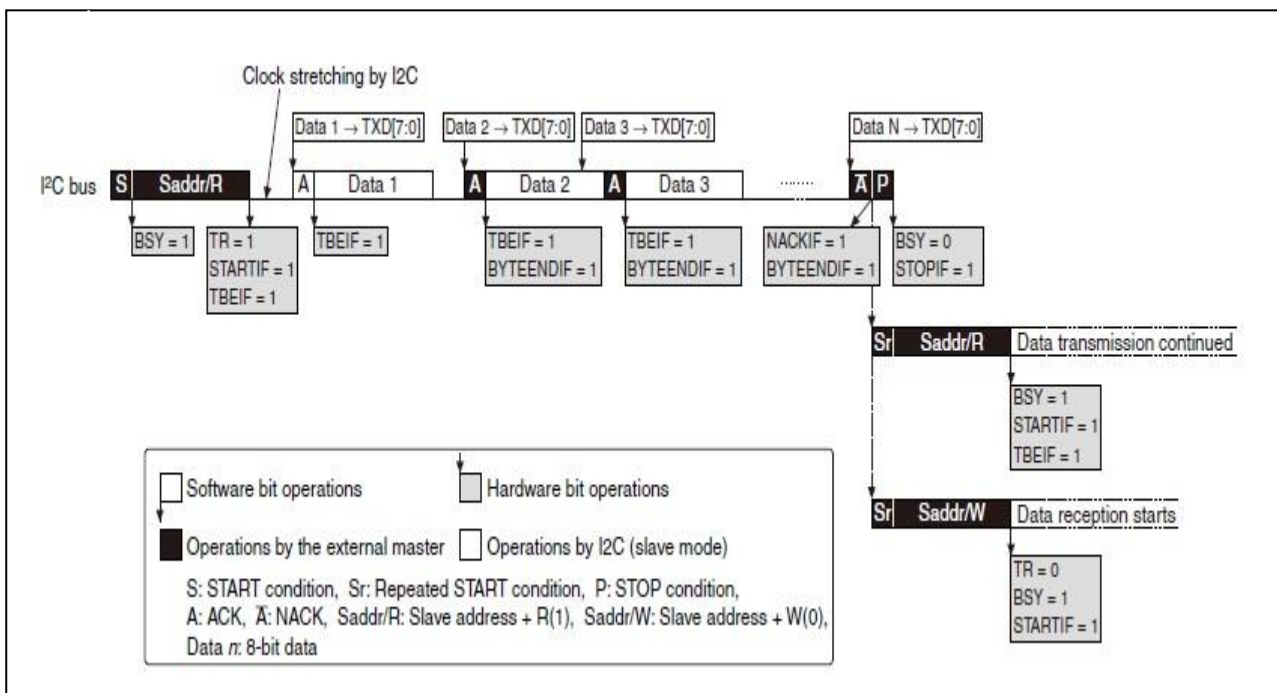 Clock stretching by I2C
Data 1 → TXD[7:0]
Data 2 → TXD[7:0]
Data 3 → TXD[7:0]
Data N → TXD[7:0]
I²C bus
S
Saddr/R
A
Data 1
A
Data 2
A
Data 3
........
A̅
P
BSY = 1
TR = 1
STARTIF = 1
TBEIF = 1
TBEIF = 1
TBEIF = 1
BYTEENDIF = 1
TBEIF = 1
BYTEENDIF = 1
NACKIF = 1
BYTEENDIF = 1
BSY = 0
STOPIF = 1
Sr
Saddr/R
Data transmission continued
BSY = 1
STARTIF = 1
TBEIF = 1
Sr
Saddr/W
Data reception starts
TR = 0
BSY = 1
STARTIF = 1
Software bit operations
Hardware bit operations
Operations by the external master
Operations by I2C (slave mode)
S: START condition, Sr: Repeated START condition, P: STOP condition,
A: ACK, A̅: NACK, Saddr/R: Slave address + R(1), Saddr/W: Slave address + W(0),
Data n: 8-bit data